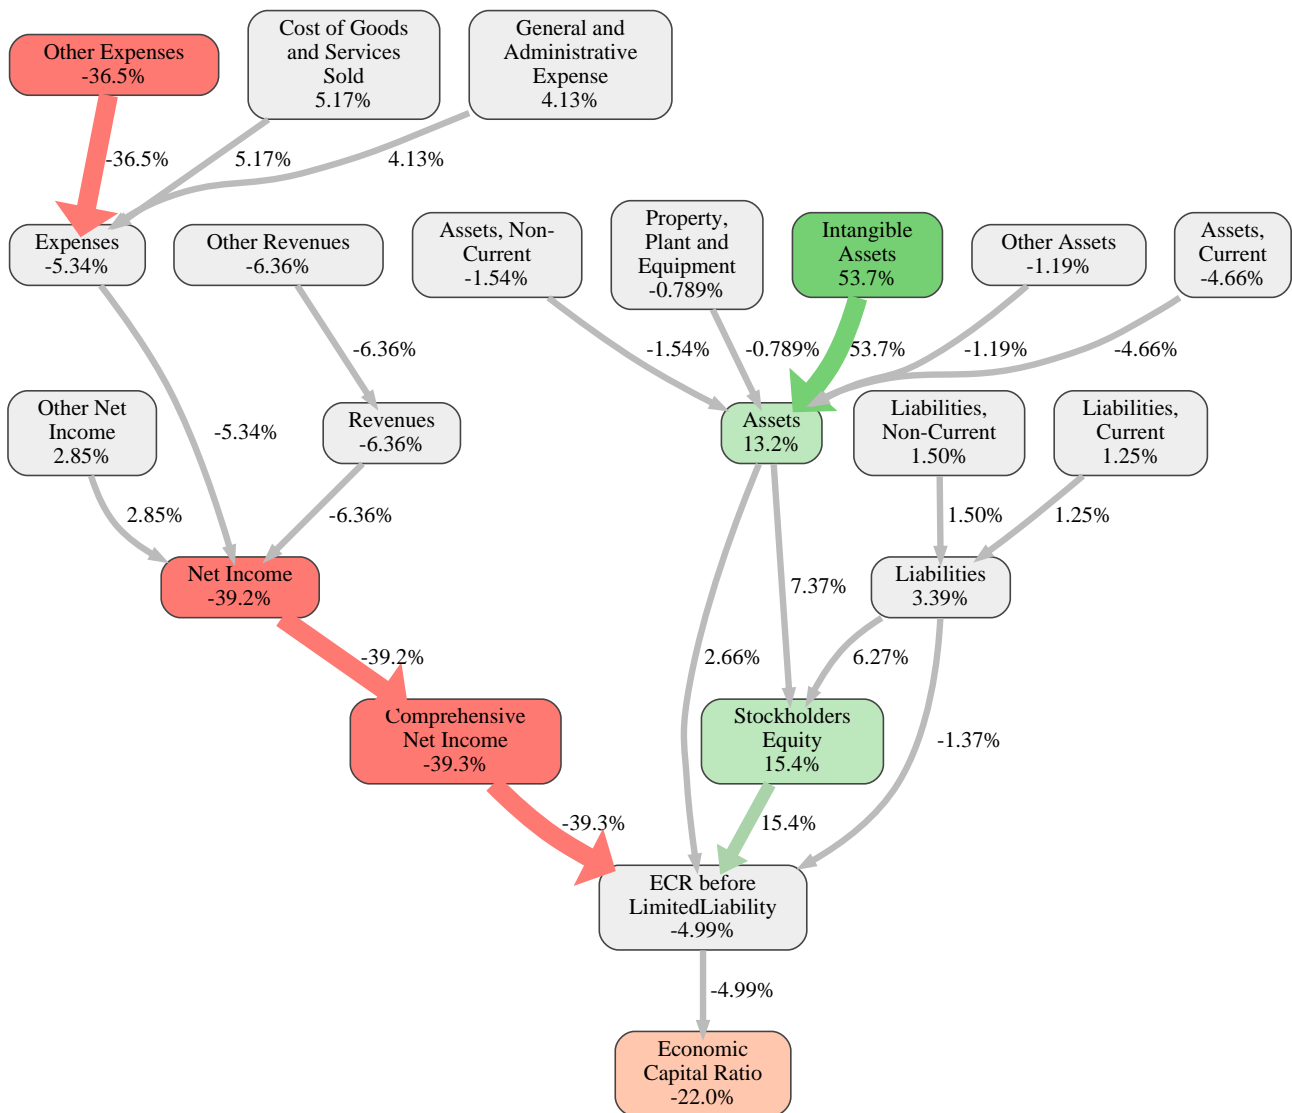 Other Expenses
-36.5%
Cost of Goods
and Services
Sold
5.17%
General and
Administrative
Expense
4.13%
-36.5%
5.17%
4.13%
Expenses
-5.34%
Other Revenues
-6.36%
Assets, Non-
Current
-1.54%
Property,
Plant and
Equipment
-0.789%
Intangible
Assets
53.7%
Other Assets
-1.19%
Assets,
Current
-4.66%
-6.36%
-1.54%
-0.789%
53.7%
-1.19%
-4.66%
Other Net
Income
2.85%
-5.34%
Revenues
-6.36%
Assets
13.2%
Liabilities,
Non-Current
1.50%
Liabilities,
Current
1.25%
2.85%
-6.36%
1.50%
1.25%
Net Income
-39.2%
7.37%
Liabilities
3.39%
-39.2%
2.66%
6.27%
Comprehensive
Net Income
-39.3%
Stockholders
Equity
15.4%
-1.37%
-39.3%
15.4%
ECR before
LimitedLiability
-4.99%
-4.99%
Economic
Capital Ratio
-22.0%